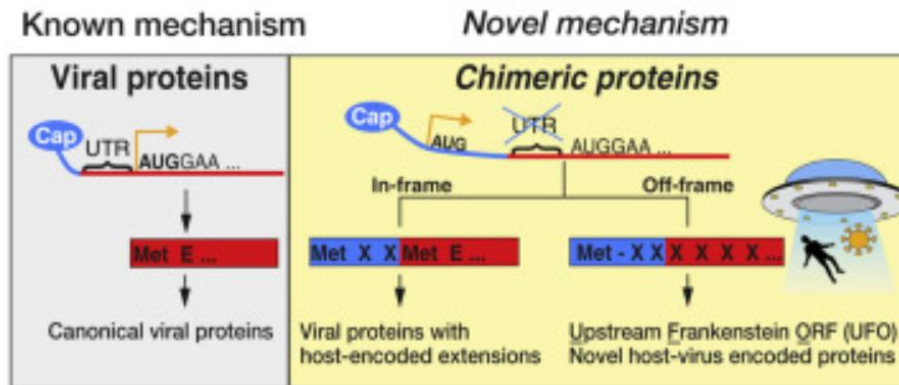 Known mechanism
Novel mechanism
Viral proteins
Cap
UTR
AUGGAA ...
Met E ...
Canonical viral proteins
Chimeric proteins
Cap
AUG
UTR
AUGGAA ...
In-frame
Off-frame
Met X X Met E ...
Met - X X X X X X ...
Viral proteins with
host-encoded extensions
Upstream Frankenstein ORF (UFO)
Novel host-virus encoded proteins